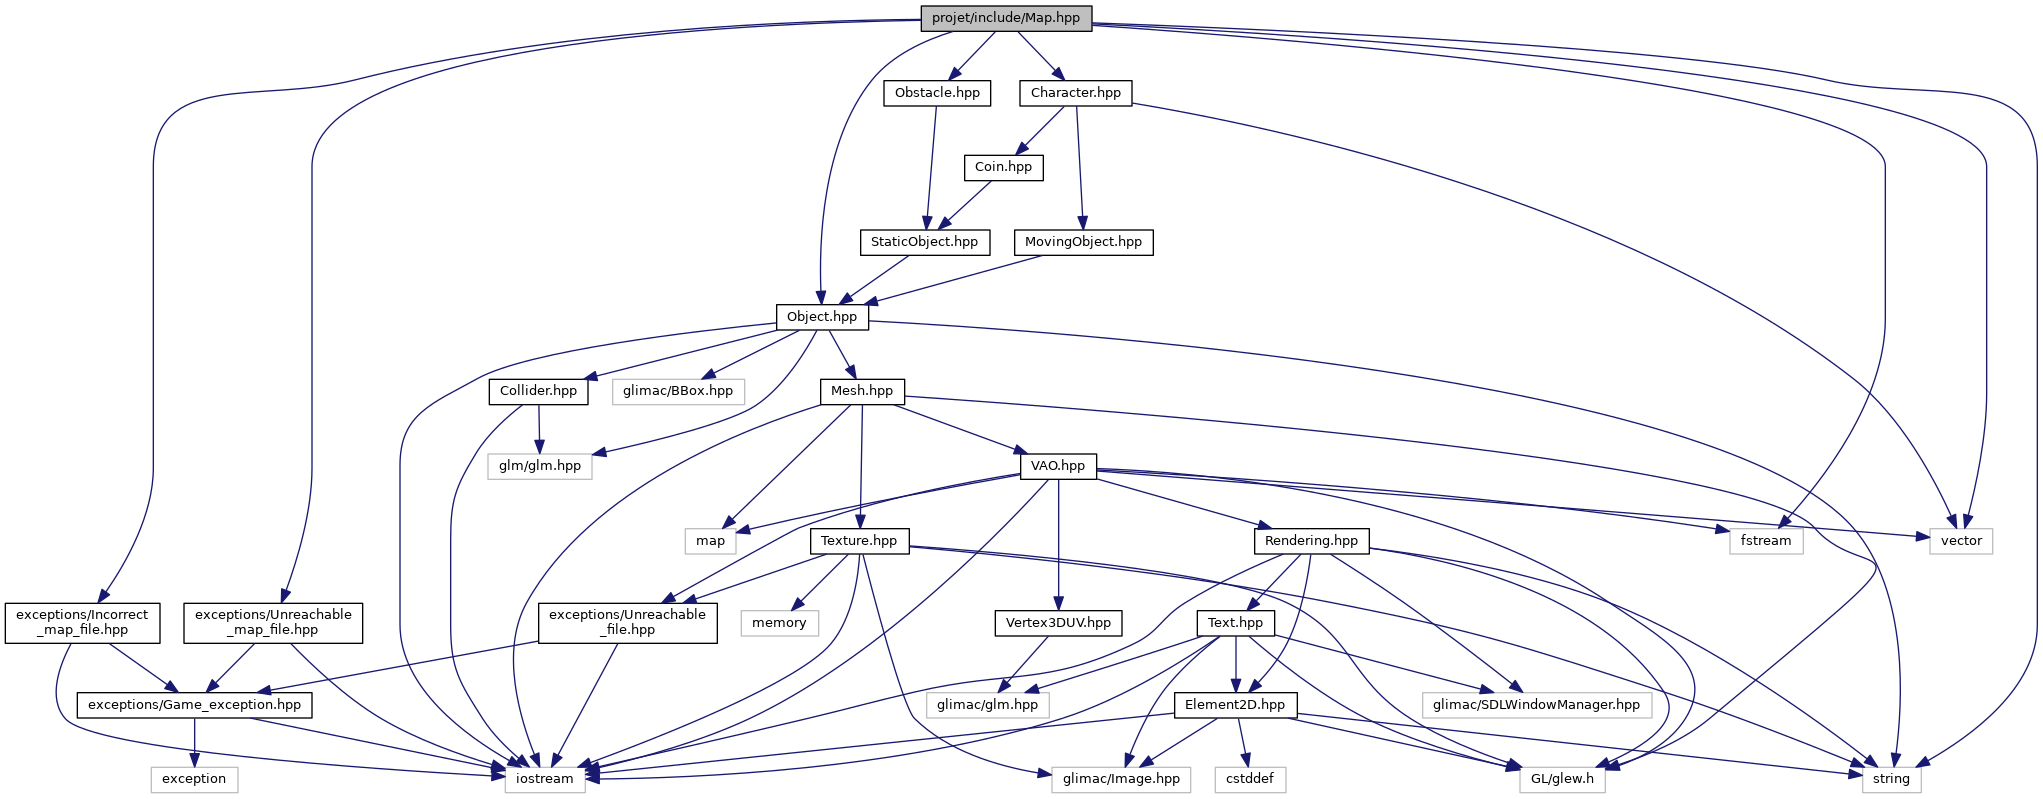 projet/include/Map.hpp
Obstacle.hpp
Character.hpp
Coin.hpp
StaticObject.hpp
MovingObject.hpp
Object.hpp
Collider.hpp
glimac/BBox.hpp
Mesh.hpp
glm/glm.hpp
VAO.hpp
map
Texture.hpp
Rendering.hpp
fstream
vector
exceptions/Incorrect
_map_file.hpp
exceptions/Unreachable
_map_file.hpp
exceptions/Unreachable
_file.hpp
memory
Vertex3DUV.hpp
Text.hpp
exceptions/Game_exception.hpp
glimac/glm.hpp
Element2D.hpp
glimac/SDLWindowManager.hpp
exception
iostream
glimac/Image.hpp
cstddef
GL/glew.h
string